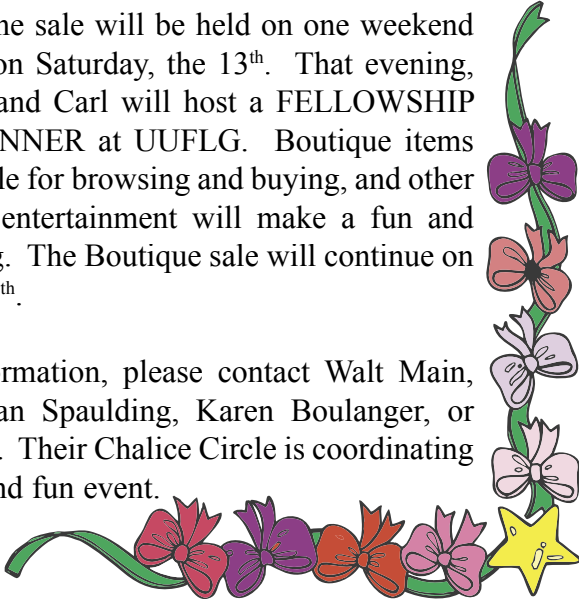 ne sale will be held on one weekend
on Saturday, the 13th. That evening,
and Carl will host a FELLOWSHIP
NNER at UUFLG. Boutique items
le for browsing and buying, and other
entertainment will make a fun and
g. The Boutique sale will continue on
th.
ormation, please contact Walt Main,
an Spaulding, Karen Boulanger, or
. Their Chalice Circle is coordinating
nd fun event.